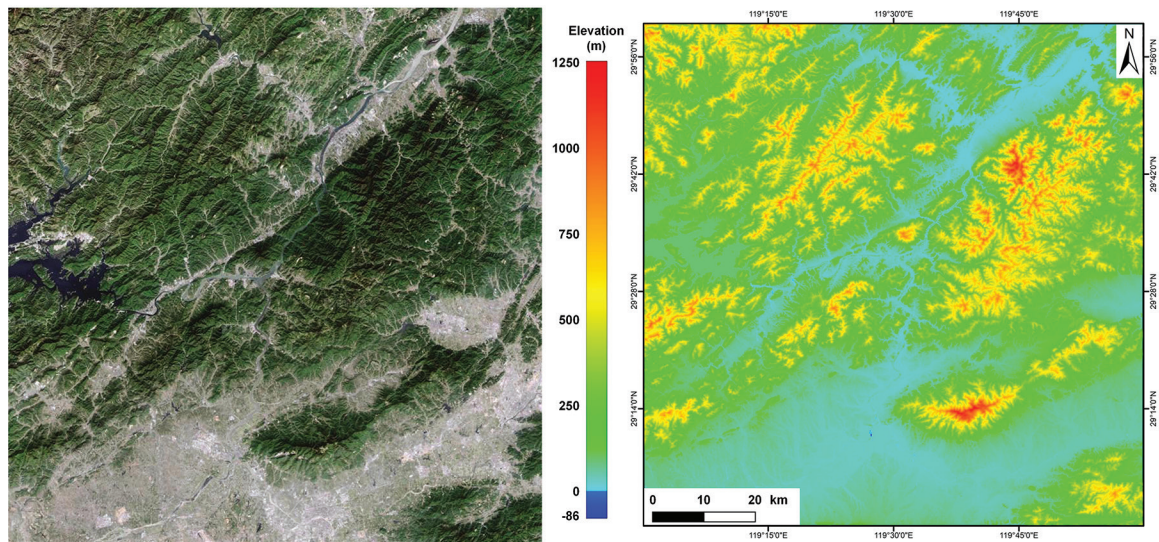 Elevation
(m)
1250
1000
750
500
250
0
-86
119°15'0"E
119°30'0"E
119°45'0"E
29°56'0"N
29°42'0"N
29°28'0"N
29°14'0"N
N
29°56'0"N
29°42'0"N
29°28'0"N
29°14'0"N
0 10 20 km
119°15'0"E
119°30'0"E
119°45'0"E